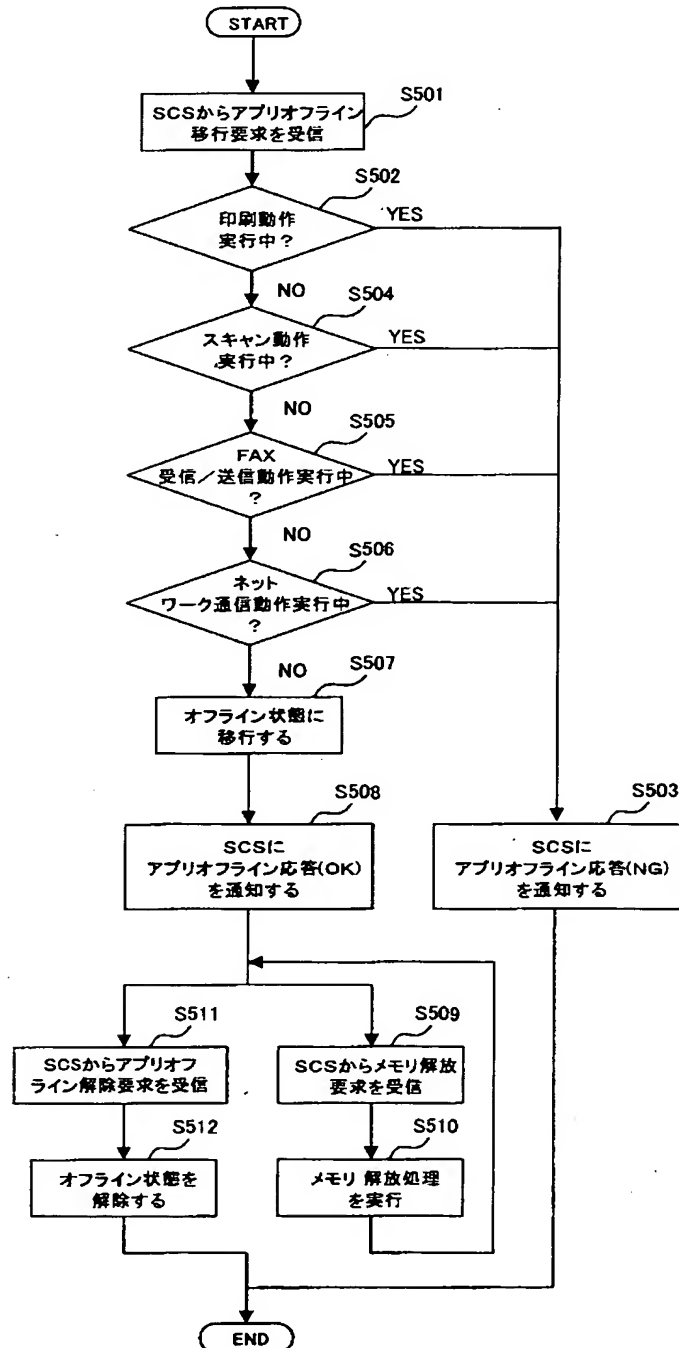 START
S501
SCSからアプリオフライン
移行要求を受信
S502
印刷動作
実行中?
YES
NO
S504
スキャン動作
実行中?
YES
NO
S505
FAX
受信/送信動作実行中
?
YES
NO
S506
ネット
ワーク通信動作実行中
?
YES
NO
S507
オフライン状態に
移行する
S508
SCSに
アプリオフライン応答(OK)
を通知する
S503
SCSに
アプリオフライン応答(NG)
を通知する
S511
SCSからアプリオフ
ライン解除要求を受信
S509
SCSからメモリ解放
要求を受信
S512
オフライン状態を
解除する
S510
メモリ 解放処理
を実行
END